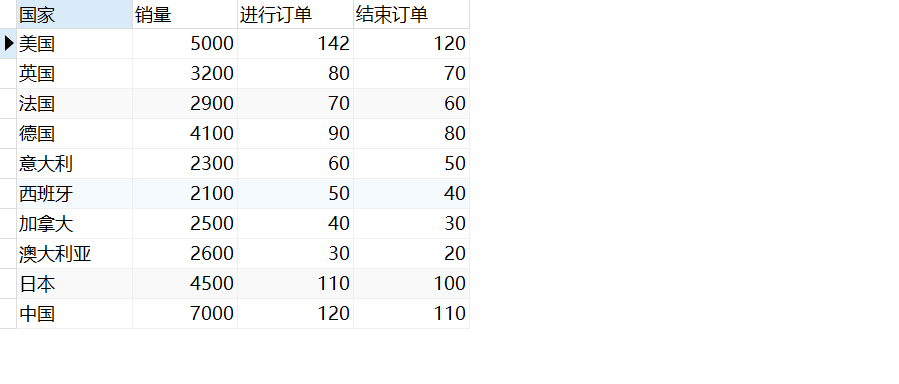 国家 销量 进行订单 结束订单
美国 5000 142 120
英国 3200 80 70
法国 2900 70 60
德国 4100 90 80
意大利 2300 60 50
西班牙 2100 50 40
加拿大 2500 40 30
澳大利亚 2600 30 20
日本 4500 110 100
中国 7000 120 110